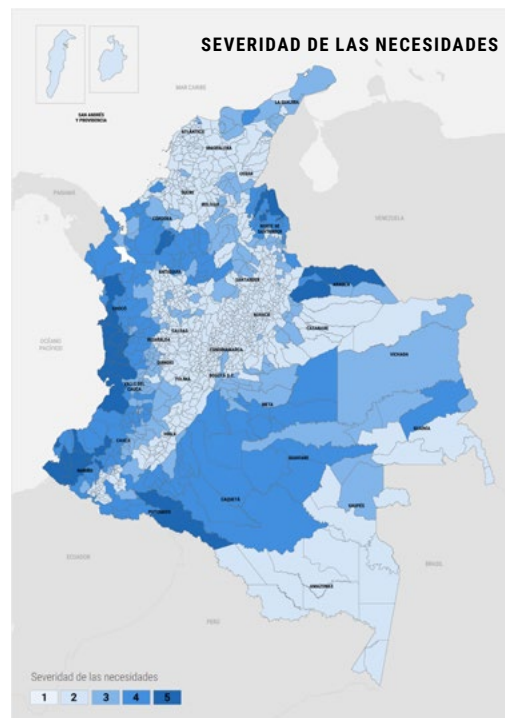 SEVERIDAD DE LAS NECESIDADES
SAN ANDRÉS
Y PROVIDENCIA
MAR CARIBE
LA GUAJIRA
ATLÁNTICO
MAGDALENA
CESAR
SUCRE
BOLÍVAR
PANAMÁ
CÓRDOBA
NORTE DE
SANTANDER
VENEZUELA
ANTIOQUIA
SANTANDER
ARAUCA
CHOCÓ
BOYACÁ
CASANARE
CALDAS
OCÉANO
PACÍFICO
RISARALDA
CUNDINAMARCA
VICHADA
QUINDÍO
BOGOTÁ D.C.
TOLIMA
VALLE DEL
CAUCA
META
GUAINÍA
HUILA
CAUCA
GUAVIARE
NARIÑO
CAQUETÁ
VAUPÉS
PUTUMAYO
ECUADOR
BRASIL
AMAZONAS
PERÚ
Severidad de las necesidades
1 2 3 4 5